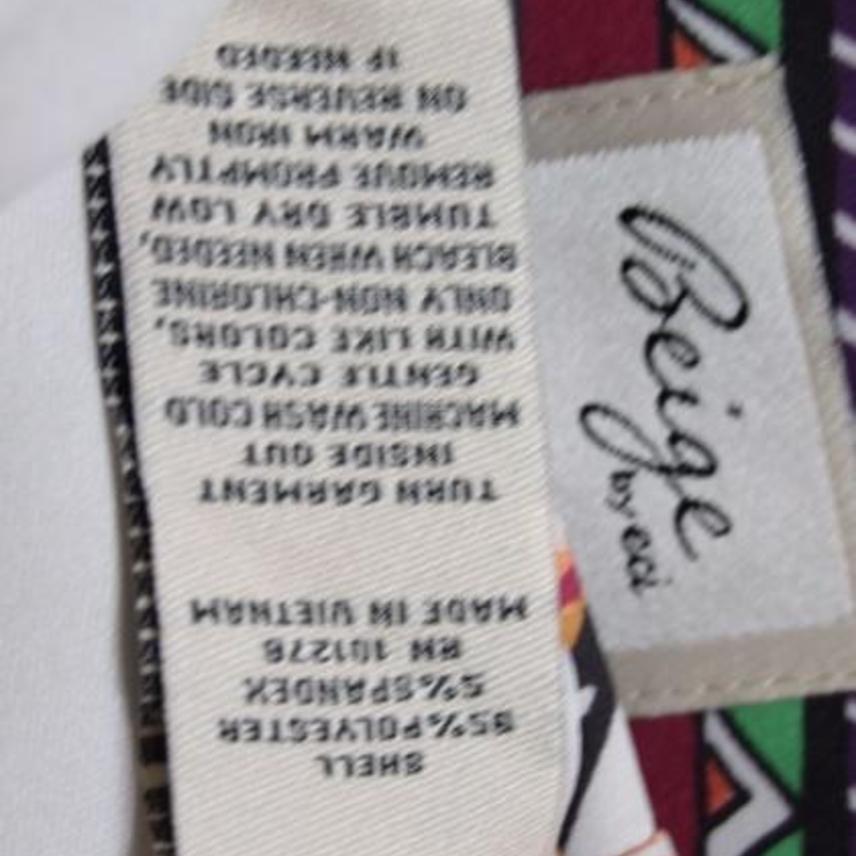 SHELL
95%POLYESTER
5%SPANDEX
RN 101276
MADE IN VIETNAM
TURN GARMENT
INSIDE OUT
MACHINE WASH COLD
GENTLE CYCLE
WITH LIKE COLORS,
ONLY NON-CHLORINE
BLEACH WHEN NEEDED,
TUMBLE DRY LOW
REMOVE PROMPTLY
WARM IRON
ON REVERSE SIDE
IF NEEDED
Beige
by eci